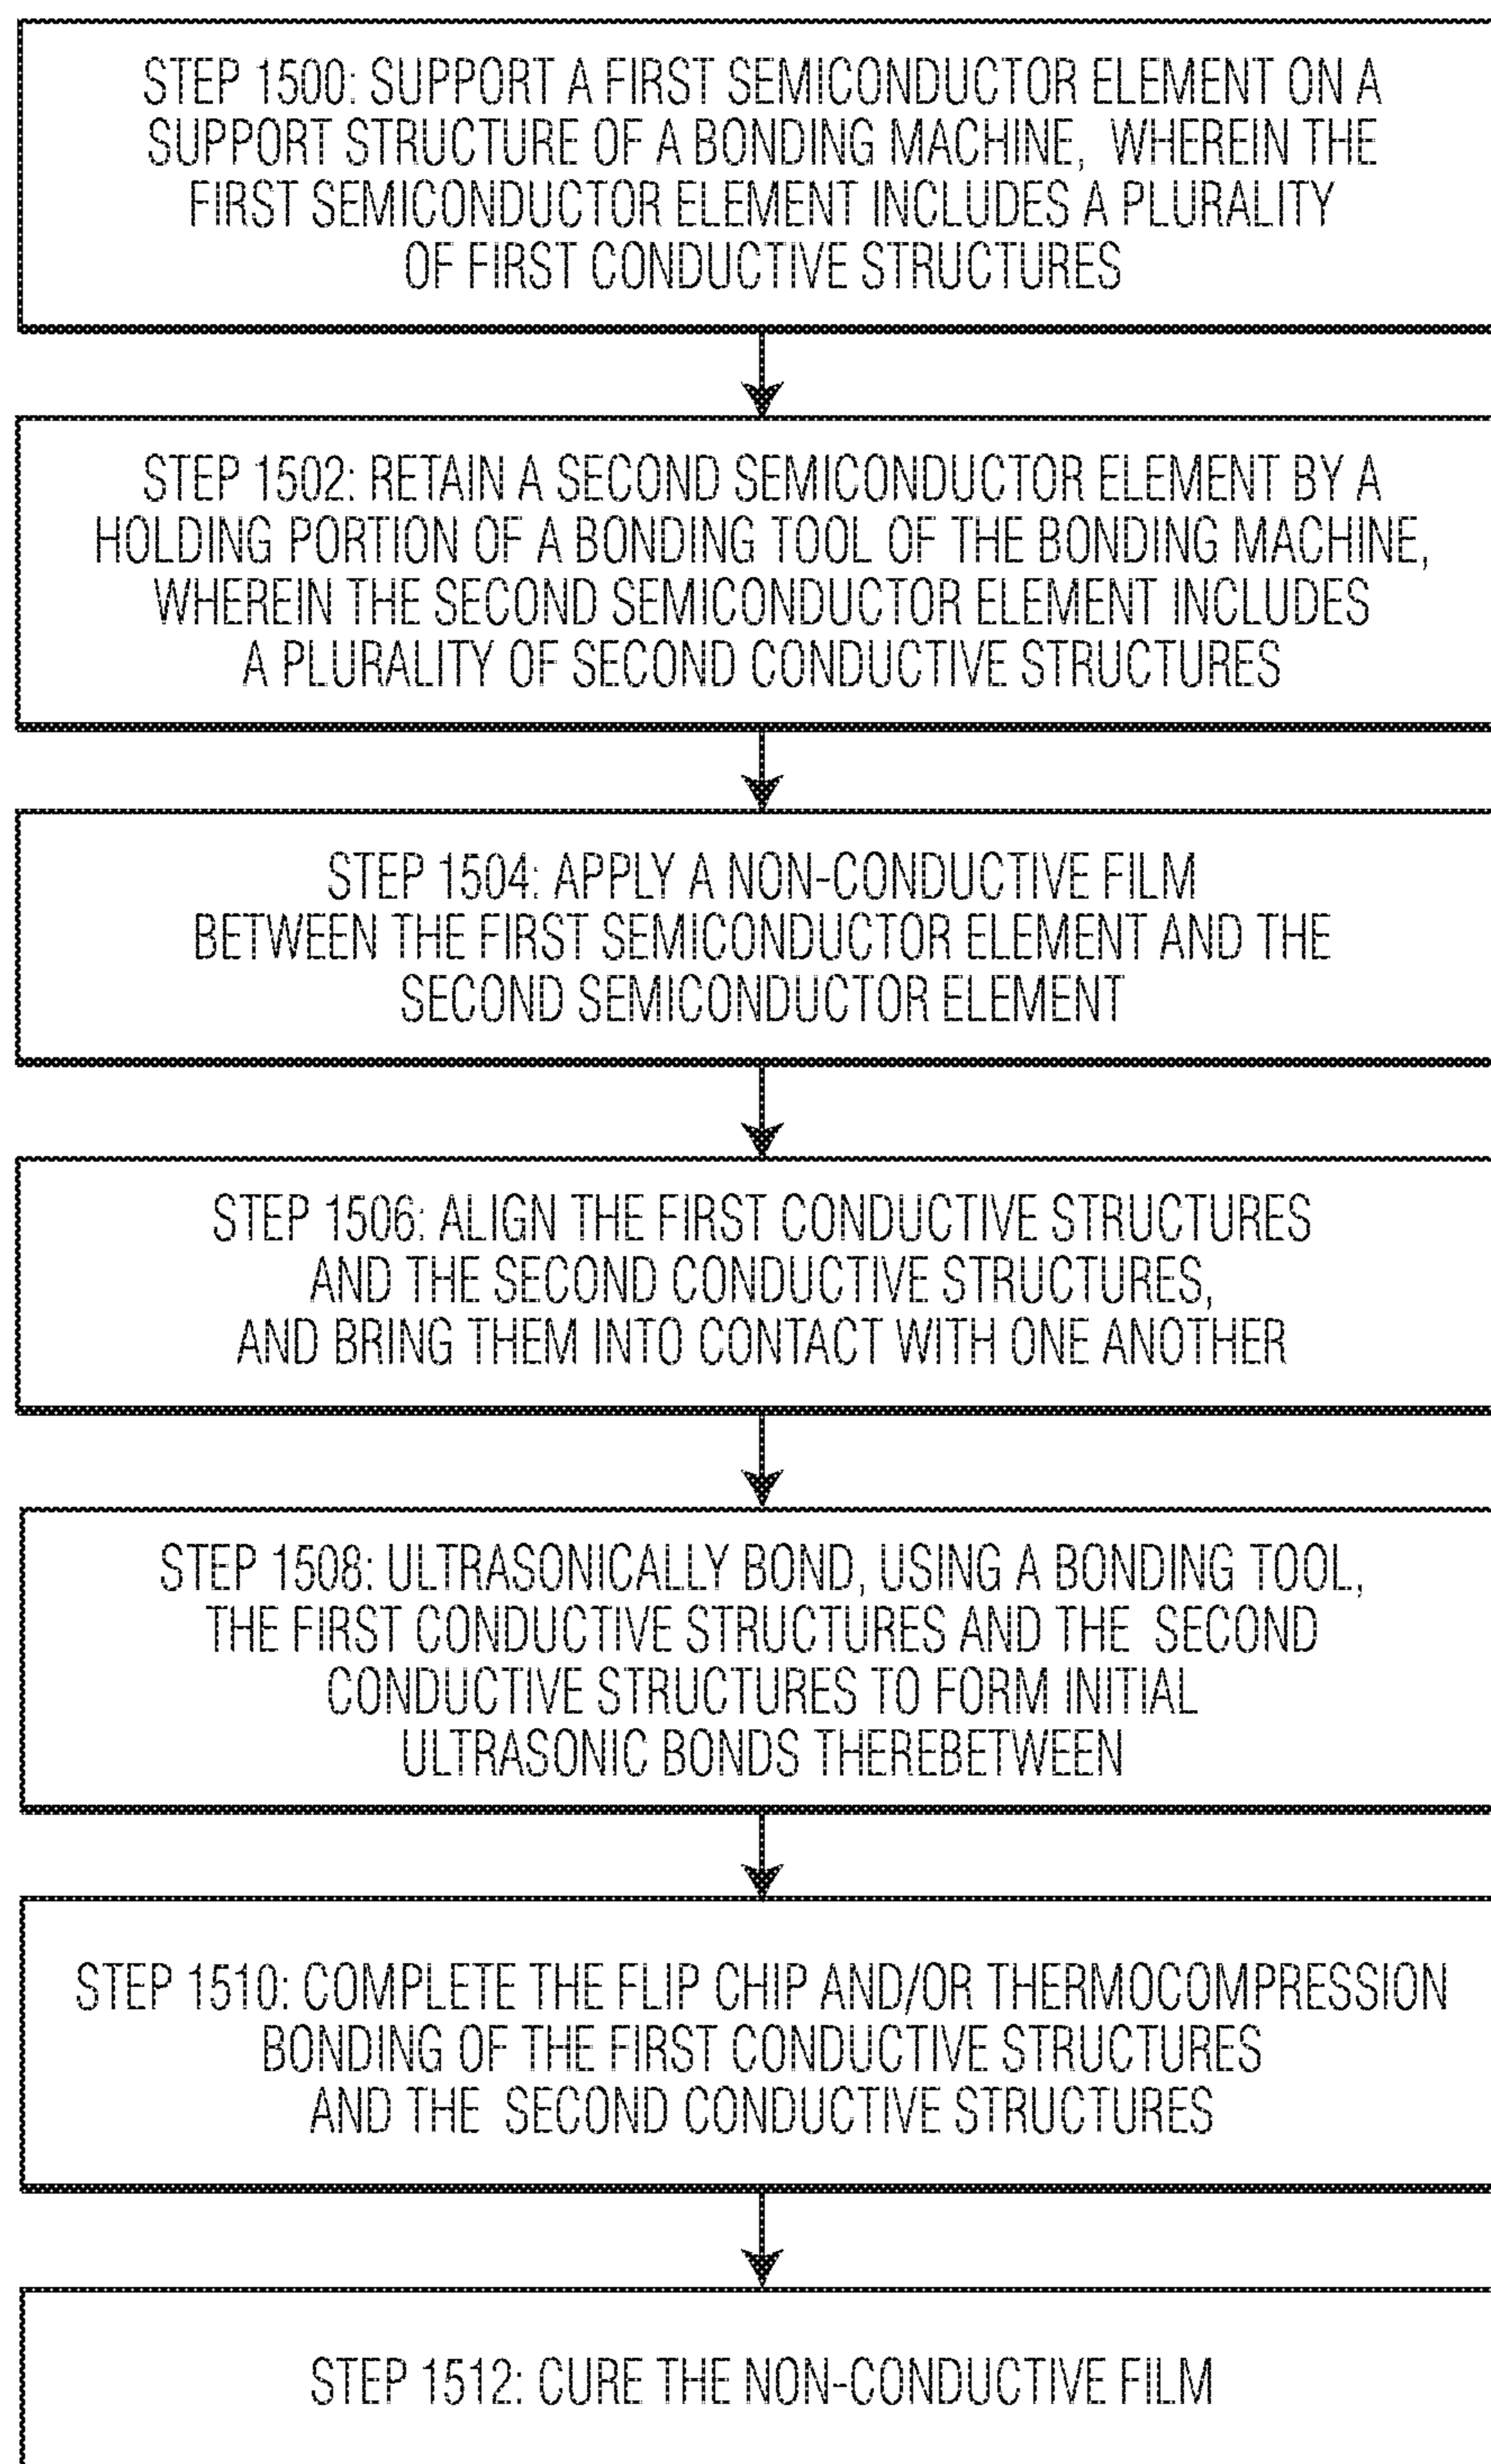 STEP 1500: SUPPORT A FIRST SEMICONDUCTOR ELEMENT ON A
SUPPORT STRUCTURE OF A BONDING MACHINE, WHEREIN THE
FIRST SEMICONDUCTOR ELEMENT INCLUDES A PLURALITY
OF FIRST CONDUCTIVE STRUCTURES
STEP 1502: RETAIN A SECOND SEMICONDUCTOR ELEMENT BY A
HOLDING PORTION OF A BONDING TOOL OF THE BONDING MACHINE,
WHEREIN THE SECOND SEMICONDUCTOR ELEMENT INCLUDES
A PLURALITY OF SECOND CONDUCTIVE STRUCTURES
STEP 1504: APPLY A NON-CONDUCTIVE FILM
BETWEEN THE FIRST SEMICONDUCTOR ELEMENT AND THE
SECOND SEMICONDUCTOR ELEMENT
STEP 1506: ALIGN THE FIRST CONDUCTIVE STRUCTURES
AND THE SECOND CONDUCTIVE STRUCTURES,
AND BRING THEM INTO CONTACT WITH ONE ANOTHER
STEP 1508: ULTRASONICALLY BOND, USING A BONDING TOOL,
THE FIRST CONDUCTIVE STRUCTURES AND THE SECOND
CONDUCTIVE STRUCTURES TO FORM INITIAL
ULTRASONIC BONDS THEREBETWEEN
STEP 1510: COMPLETE THE FLIP CHIP AND/OR THERMOCOMPRESSION
BONDING OF THE FIRST CONDUCTIVE STRUCTURES
AND THE SECOND CONDUCTIVE STRUCTURES
STEP 1512: CURE THE NON-CONDUCTIVE FILM